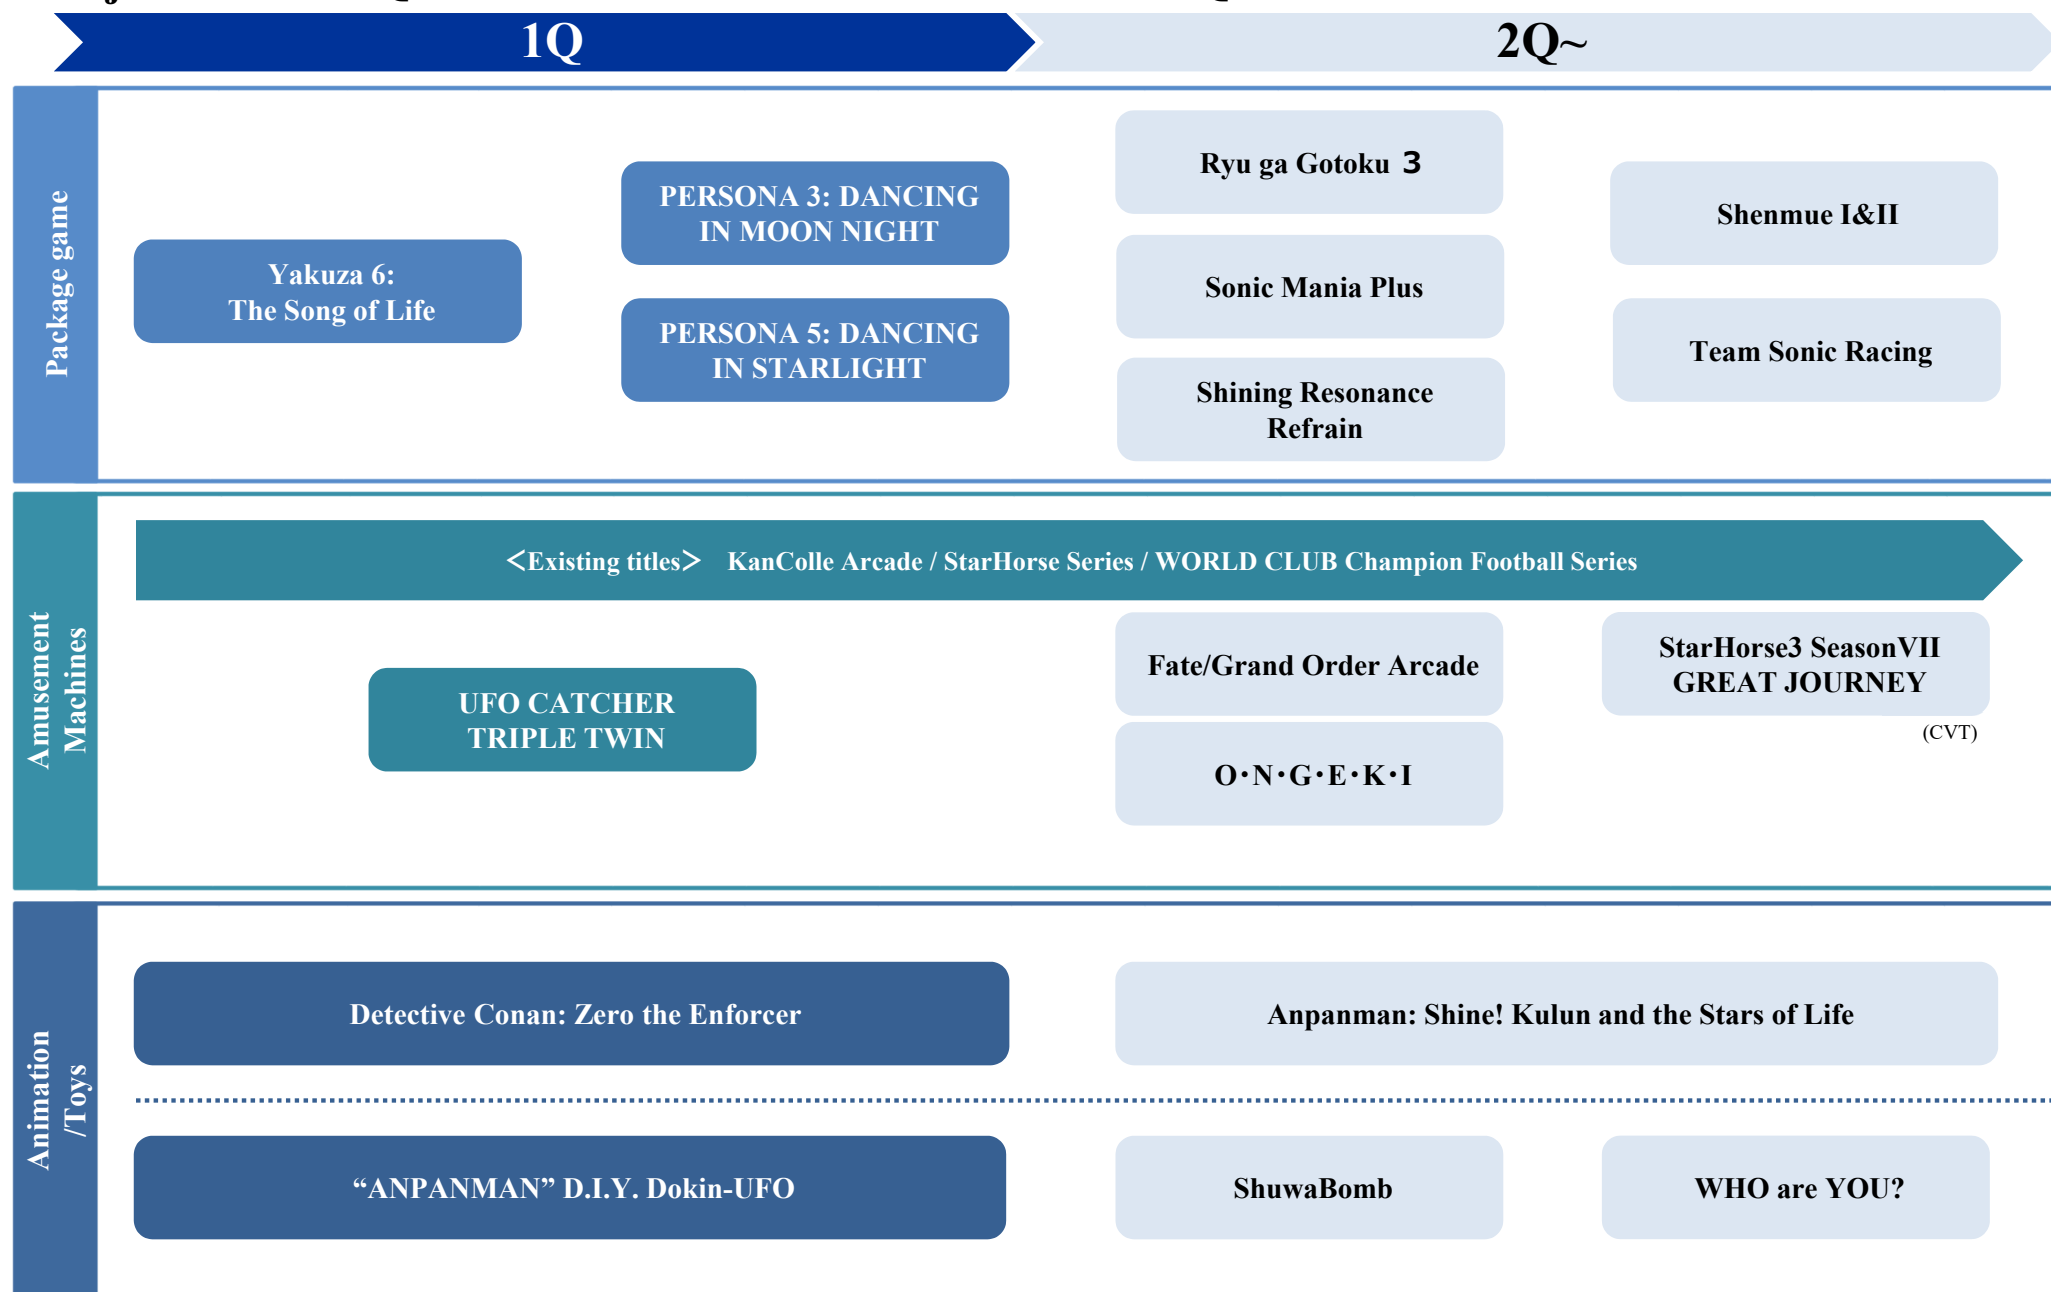 1Q
2Q~
Package game
Yakuza 6:
The Song of Life
PERSONA 3: DANCING
IN MOON NIGHT
PERSONA 5: DANCING
IN STARLIGHT
Ryu ga Gotoku 3
Sonic Mania Plus
Shining Resonance
Refrain
Shenmue I&II
Team Sonic Racing
Amusement
Machines
<Existing titles> KanColle Arcade / StarHorse Series / WORLD CLUB Champion Football Series
UFO CATCHER
TRIPLE TWIN
Fate/Grand Order Arcade
O・N・G・E・K・I
StarHorse3 SeasonVII
GREAT JOURNEY
(CVT)
Animation
/Toys
Detective Conan: Zero the Enforcer
Anpanman: Shine! Kulun and the Stars of Life
“ANPANMAN” D.I.Y. Dokin-UFO
ShuwaBomb
WHO are YOU?